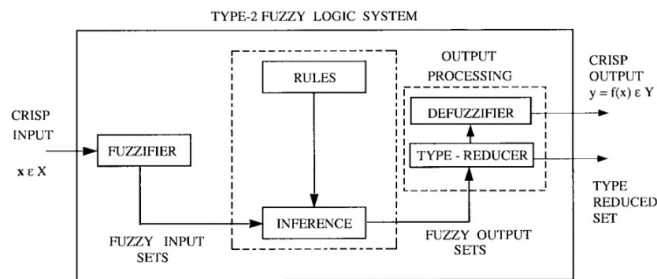 TYPE-2 FUZZY LOGIC SYSTEM
CRISP
INPUT
x ε X
FUZZIFIER
FUZZY INPUT
SETS
RULES
INFERENCE
OUTPUT
PROCESSING
DEFUZZIFIER
TYPE - REDUCER
FUZZY OUTPUT
SETS
CRISP
OUTPUT
y = f(x) ε Y
TYPE
REDUCED
SET